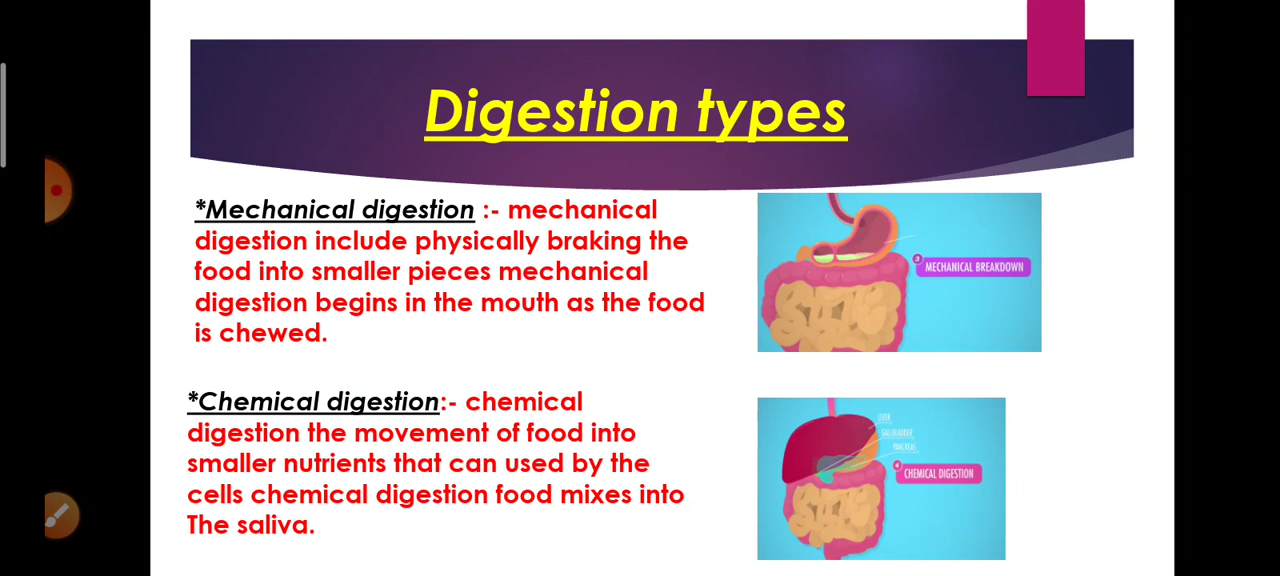 Digestion types
*Mechanical digestion :- mechanical
digestion include physically braking the
food into smaller pieces mechanical
digestion begins in the mouth as the food
is chewed.
3 MECHANICAL BREAKDOWN
*Chemical digestion:- chemical
digestion the movement of food into
smaller nutrients that can used by the
cells chemical digestion food mixes into
The saliva.
LIVER
GALLBLADDER
PANCREAS
4 CHEMICAL DIGESTION